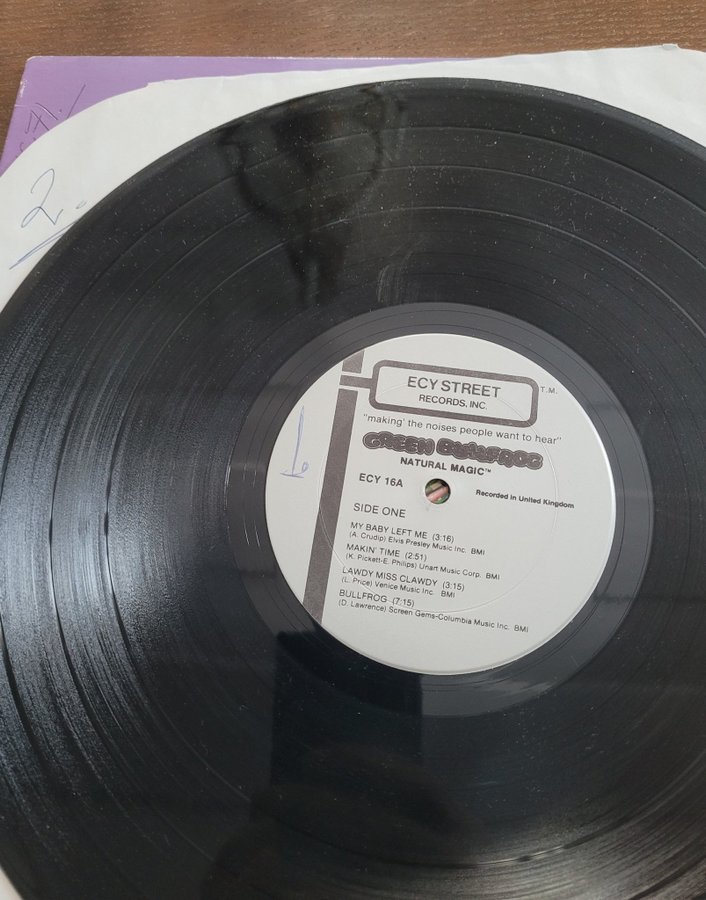 2.
ECY STREET
RECORDS, INC.
T.M.
"making' the noises people want to hear"
GREEN BULLFROG
NATURAL MAGIC™
ECY 16A
Recorded in United Kingdom
SIDE ONE
MY BABY LEFT ME (3:16)
(A. Crudip) Elvis Presley Music Inc. BMI
MAKIN' TIME (2:51)
(K. Pickett-E. Philips) Unart Music Corp. BMI
LAWDY MISS CLAWDY (3:15)
(L. Price) Venice Music Inc. BMI
BULLFROG (7:15)
(D. Lawrence) Screen Gems-Columbia Music Inc. BMI